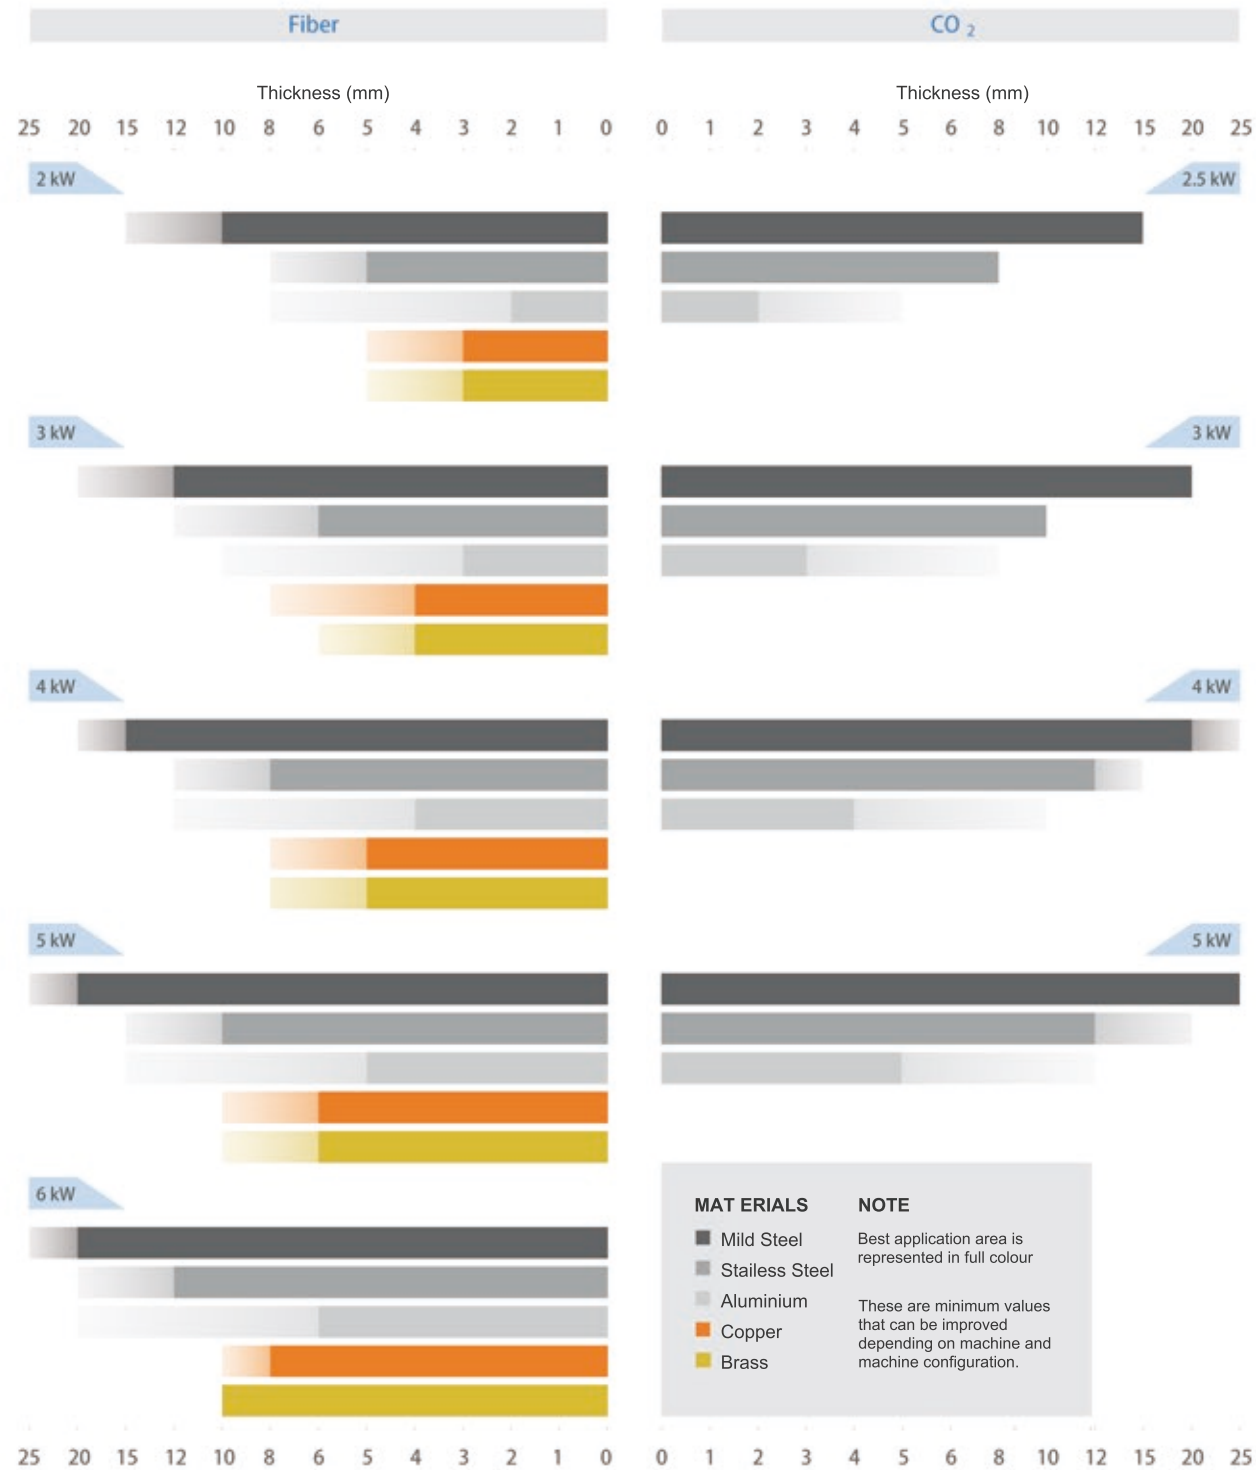 Fiber
CO 2
Thickness (mm)
Thickness (mm)
25 20 15 12 10 8 6 5 4 3 2 1 0
0 1 2 3 4 5 6 8 10 12 15 20 25
2 kW
2.5 kW
3 kW
3 kW
4 kW
4 kW
5 kW
5 kW
6 kW
MAT ERIALS
Mild Steel
Stailess Steel
Aluminium
Copper
Brass
NOTE
Best application area is
represented in full colour
These are minimum values
that can be improved
depending on machine and
machine configuration.
25 20 15 12 10 8 6 5 4 3 2 1 0
0 1 2 3 4 5 6 8 10 12 15 20 25